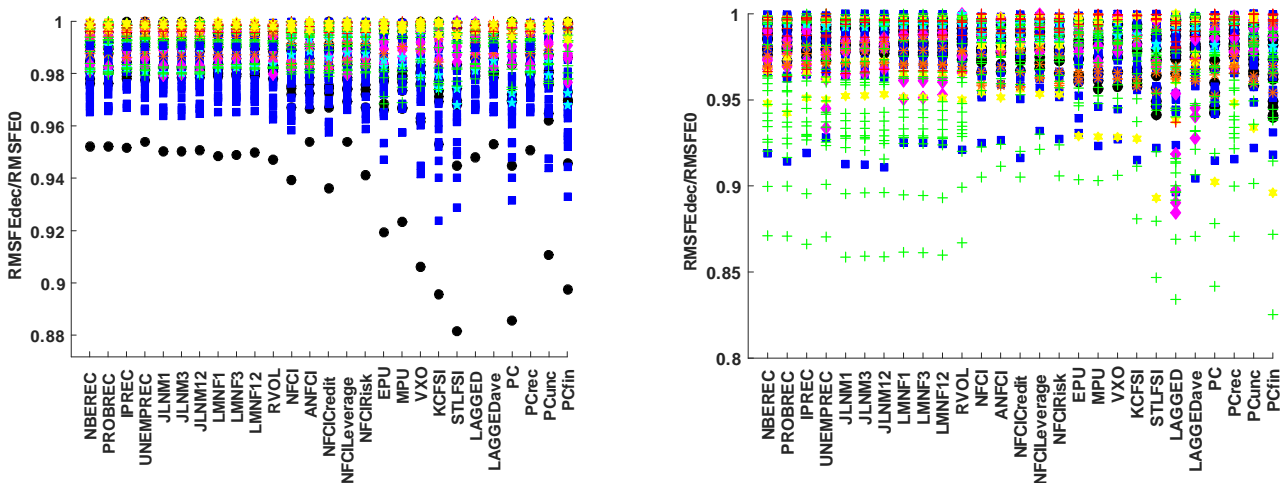 RMSFEdec/RMSFE0
1
0.98
0.96
0.94
0.92
0.9
0.88
NBEREC
PROBREC
IPREC
UNEMPREC
JLNM1
JLNM3
JLNM12
LMNF1
LMNF3
LMNF12
RVOL
NFCI
ANFCI
NFCICredit
NFCILeverage
NFCIRisk
EPU
MPU
VXO
KCFSI
STLFSI
LAGGED
LAGGEDave
PC
PCrec
PCunc
PCfin
RMSFEdec/RMSFE0
1
0.95
0.9
0.85
0.8
NBEREC
PROBREC
IPREC
UNEMPREC
JLNM1
JLNM3
JLNM12
LMNF1
LMNF3
LMNF12
RVOL
NFCI
ANFCI
NFCICredit
NFCILeverage
NFCIRisk
EPU
MPU
VXO
KCFSI
STLFSI
LAGGED
LAGGEDave
PC
PCrec
PCunc
PCfin